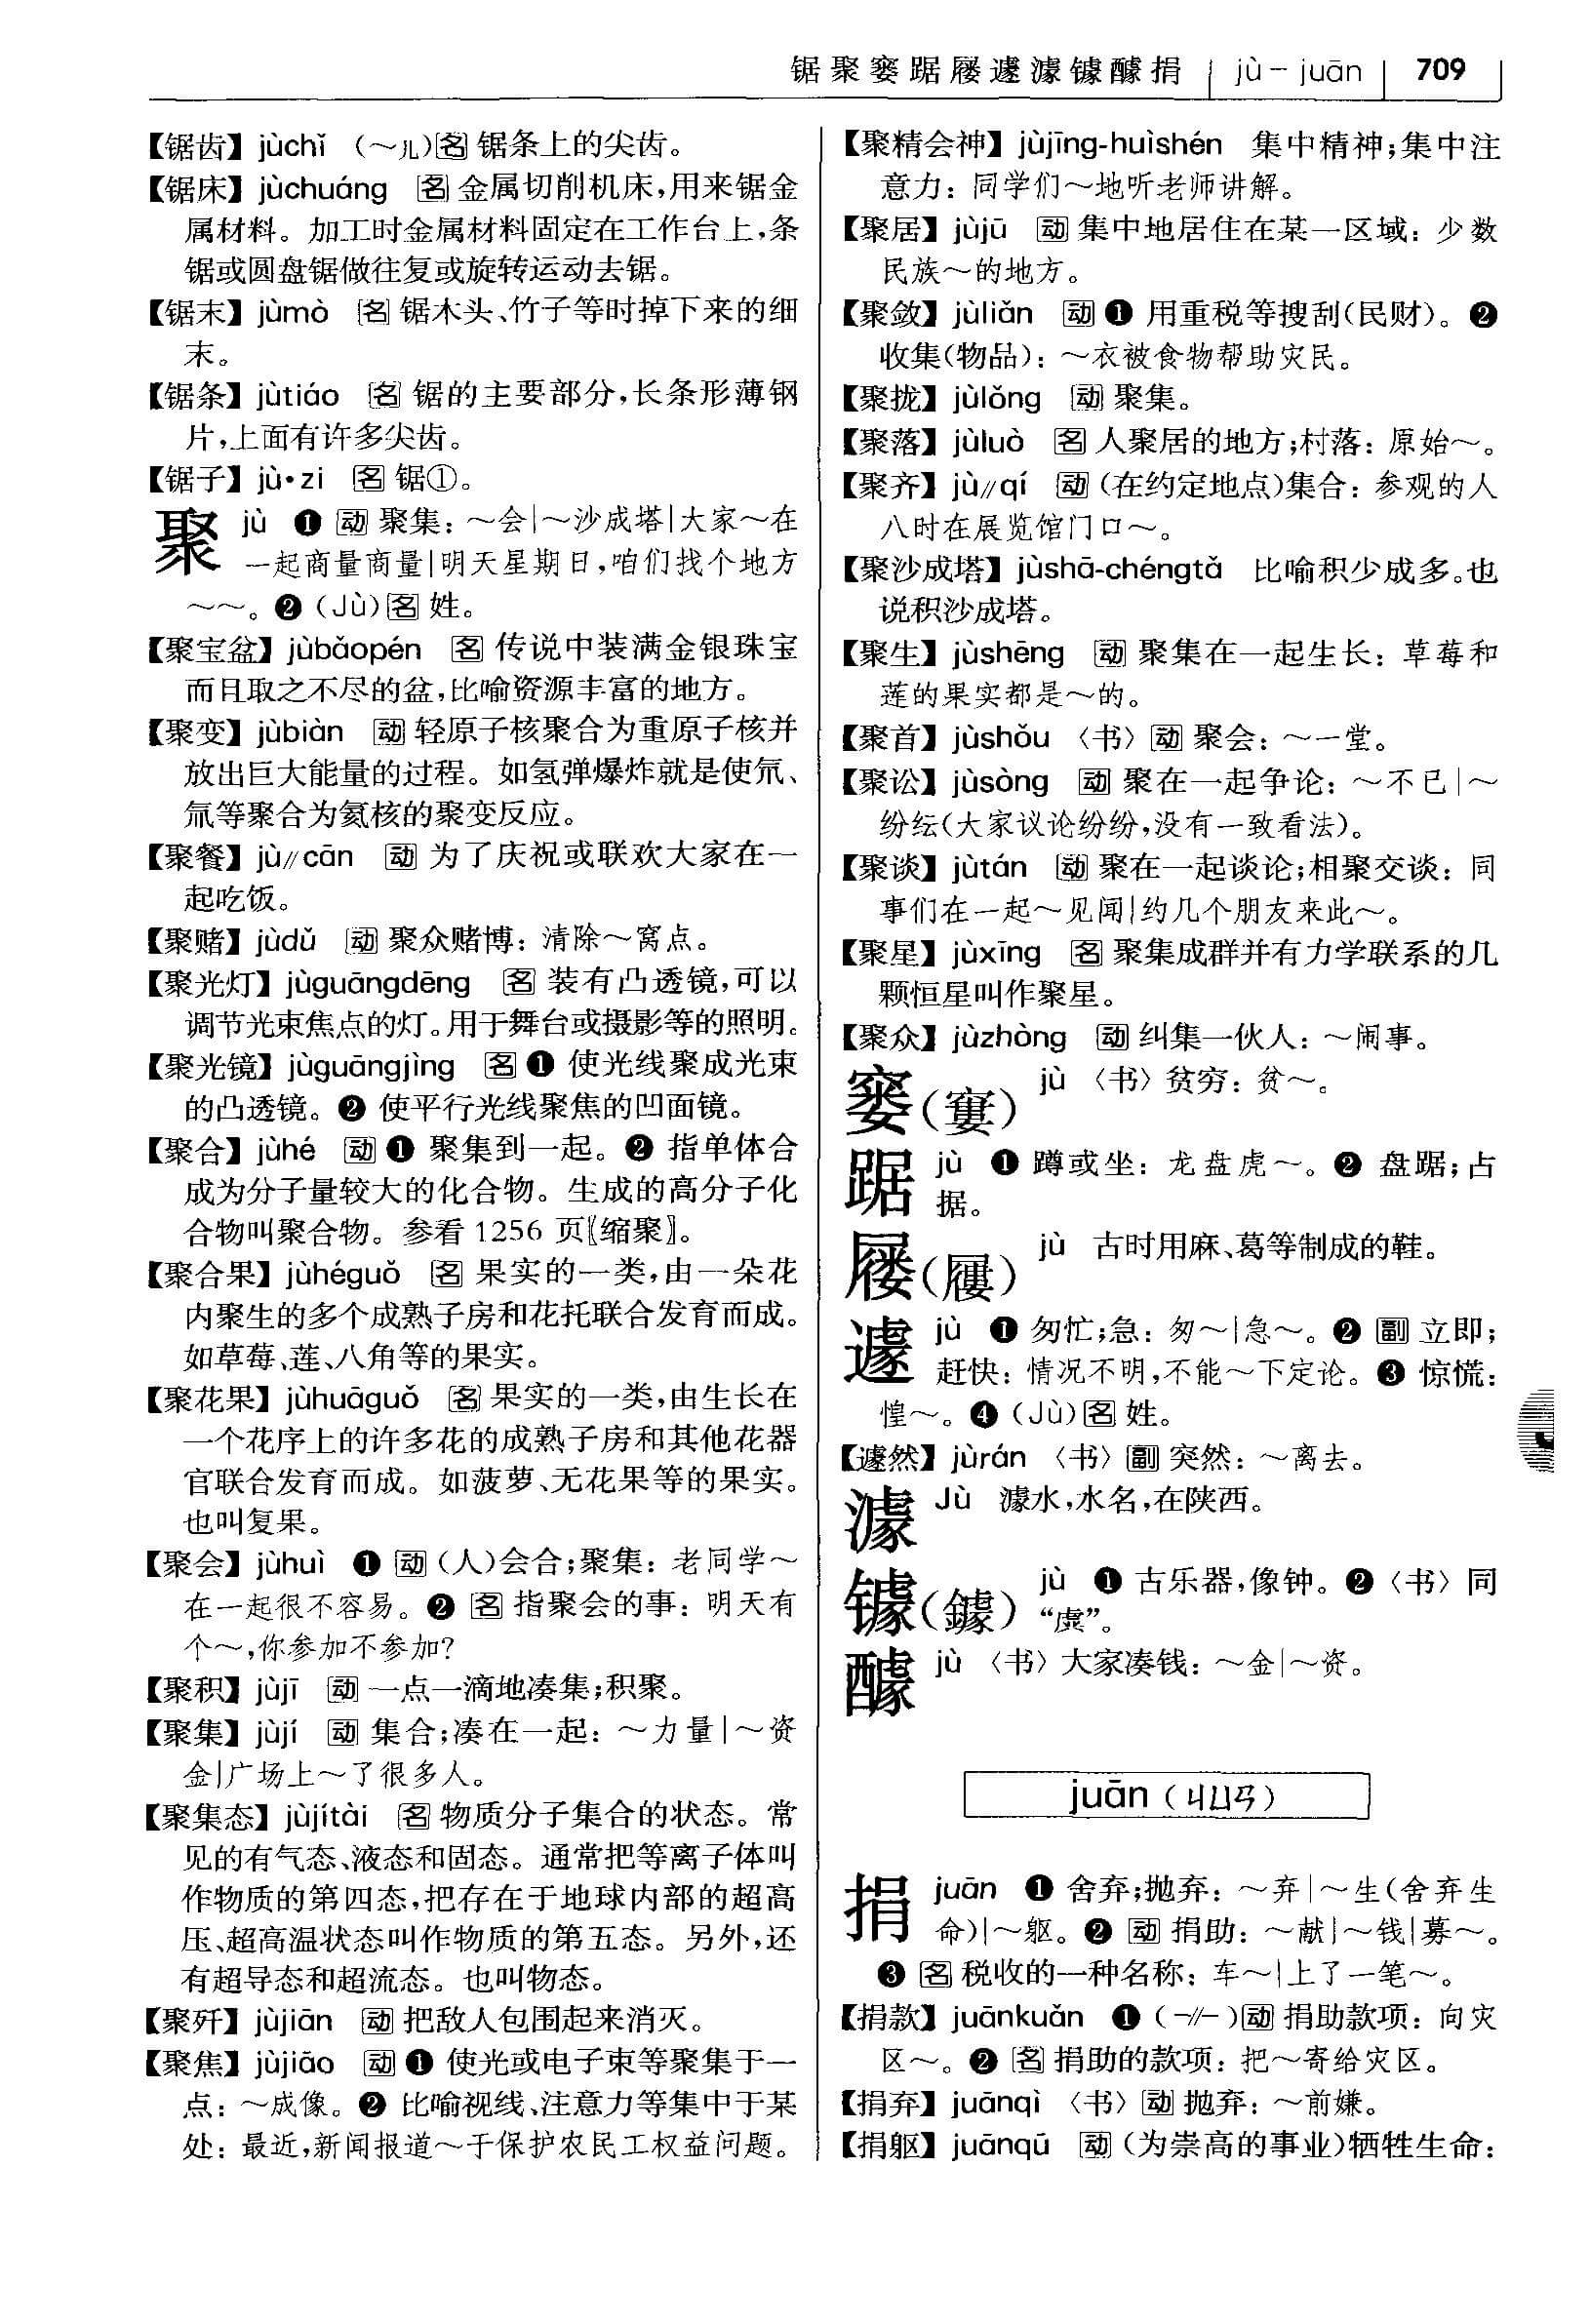 锯聚窭踞屦遽澽𬭚醵捐 jù－juān 709
【锯齿】jùchǐ （～儿）名 锯条上的尖齿。
【锯床】jùchuáng 名 金属切削机床，用来锯金
属材料。加工时金属材料固定在工作台上，条
锯或圆盘锯做往复或旋转运动去锯。
【锯末】jùmò 名 锯木头、竹子等时掉下来的细
末。
【锯条】jùtiáo 名 锯的主要部分，长条形薄钢
片，上面有许多尖齿。
【锯子】jù·zi 名 锯①。
聚 jù ❶ 动 聚集：～会|～沙成塔|大家～在
一起商量商量|明天星期日，咱们找个地方
～～。❷（Jù）名 姓。
【聚宝盆】jùbǎopén 名 传说中装满金银珠宝
而且取之不尽的盆，比喻资源丰富的地方。
【聚变】jùbiàn 动 轻原子核聚合为重原子核并
放出巨大能量的过程。如氢弹爆炸就是使氘、
氚等聚合为氦核的聚变反应。
【聚餐】jù∥cān 动 为了庆祝或联欢大家在一
起吃饭。
【聚赌】jùdǔ 动 聚众赌博：清除～窝点。
【聚光灯】jùguāngdēng 名 装有凸透镜，可以
调节光束焦点的灯。用于舞台或摄影等的照明。
【聚光镜】jùguāngjìng 名 ❶ 使光线聚成光束
的凸透镜。❷ 使平行光线聚焦的凹面镜。
【聚合】jùhé 动 ❶ 聚集到一起。❷ 指单体合
成为分子量较大的化合物。生成的高分子化
合物叫聚合物。参看 1256 页〖缩聚〗。
【聚合果】jùhéguǒ 名 果实的一类，由一朵花
内聚生的多个成熟子房和花托联合发育而成。
如草莓、莲、八角等的果实。
【聚花果】jùhuāguǒ 名 果实的一类，由生长在
一个花序上的许多花的成熟子房和其他花器
官联合发育而成。如菠萝、无花果等的果实。
也叫复果。
【聚会】jùhuì ❶ 动（人）会合；聚集：老同学～
在一起很不容易。❷ 名 指聚会的事：明天有
个～，你参加不参加？
【聚积】jùjī 动 一点一滴地凑集；积聚。
【聚集】jùjí 动 集合；凑在一起：～力量|～资
金|广场上～了很多人。
【聚集态】jùjítài 名 物质分子集合的状态。常
见的有气态、液态和固态。通常把等离子体叫
作物质的第四态，把存在于地球内部的超高
压、超高温状态叫作物质的第五态。另外，还
有超导态和超流态。也叫物态。
【聚歼】jùjiān 动 把敌人包围起来消灭。
【聚焦】jùjiāo 动 ❶ 使光或电子束等聚集于一
点：～成像。❷ 比喻视线、注意力等集中于某
处：最近，新闻报道～于保护农民工权益问题。
【聚精会神】jùjīng-huìshén 集中精神；集中注
意力：同学们～地听老师讲解。
【聚居】jùjū 动 集中地居住在某一区域：少数
民族～的地方。
【聚敛】jùliǎn 动 ❶ 用重税等搜刮（民财）。❷
收集（物品）：～衣被食物帮助灾民。
【聚拢】jùlǒng 动 聚集。
【聚落】jùluò 名 人聚居的地方；村落：原始～。
【聚齐】jù∥qí 动（在约定地点）集合：参观的人
八时在展览馆门口～。
【聚沙成塔】jùshā-chéngtǎ 比喻积少成多。也
说积沙成塔。
【聚生】jùshēng 动 聚集在一起生长：草莓和
莲的果实都是～的。
【聚首】jùshǒu〈书〉动 聚会：～一堂。
【聚讼】jùsòng 动 聚在一起争论：～不已|～
纷纭（大家议论纷纷，没有一致看法）。
【聚谈】jùtán 动 聚在一起谈论；相聚交谈：同
事们在一起～见闻|约几个朋友来此～。
【聚星】jùxīng 名 聚集成群并有力学联系的几
颗恒星叫作聚星。
【聚众】jùzhòng 动 纠集一伙人：～闹事。
窭（窶） jù〈书〉贫穷：贫～。
踞 jù ❶ 蹲或坐：龙盘虎～。❷ 盘踞；占
据。
屦（屨） jù 古时用麻、葛等制成的鞋。
遽 jù ❶ 匆忙；急：匆～|急～。❷ 副 立即；
赶快：情况不明，不能～下定论。❸ 惊慌：
惶～。❹（Jù）名 姓。
【遽然】jùrán〈书〉副 突然：～离去。
澽 Jù 澽水，水名，在陕西。
𬭚（鐻） jù ❶ 古乐器，像钟。❷〈书〉同
“虡”。
醵 jù〈书〉大家凑钱：～金|～资。
juān（ㄐㄩㄢ）
捐 juān ❶ 舍弃；抛弃：～弃|～生（舍弃生
命）|～躯。❷ 动 捐助：～献|～钱|募～。
❸ 名 税收的一种名称：车～|上了一笔～。
【捐款】juānkuǎn ❶（-∥-）动 捐助款项：向灾
区～。❷ 名 捐助的款项：把～寄给灾区。
【捐弃】juānqì〈书〉动 抛弃：～前嫌。
【捐躯】juānqū 动（为崇高的事业）牺牲生命：